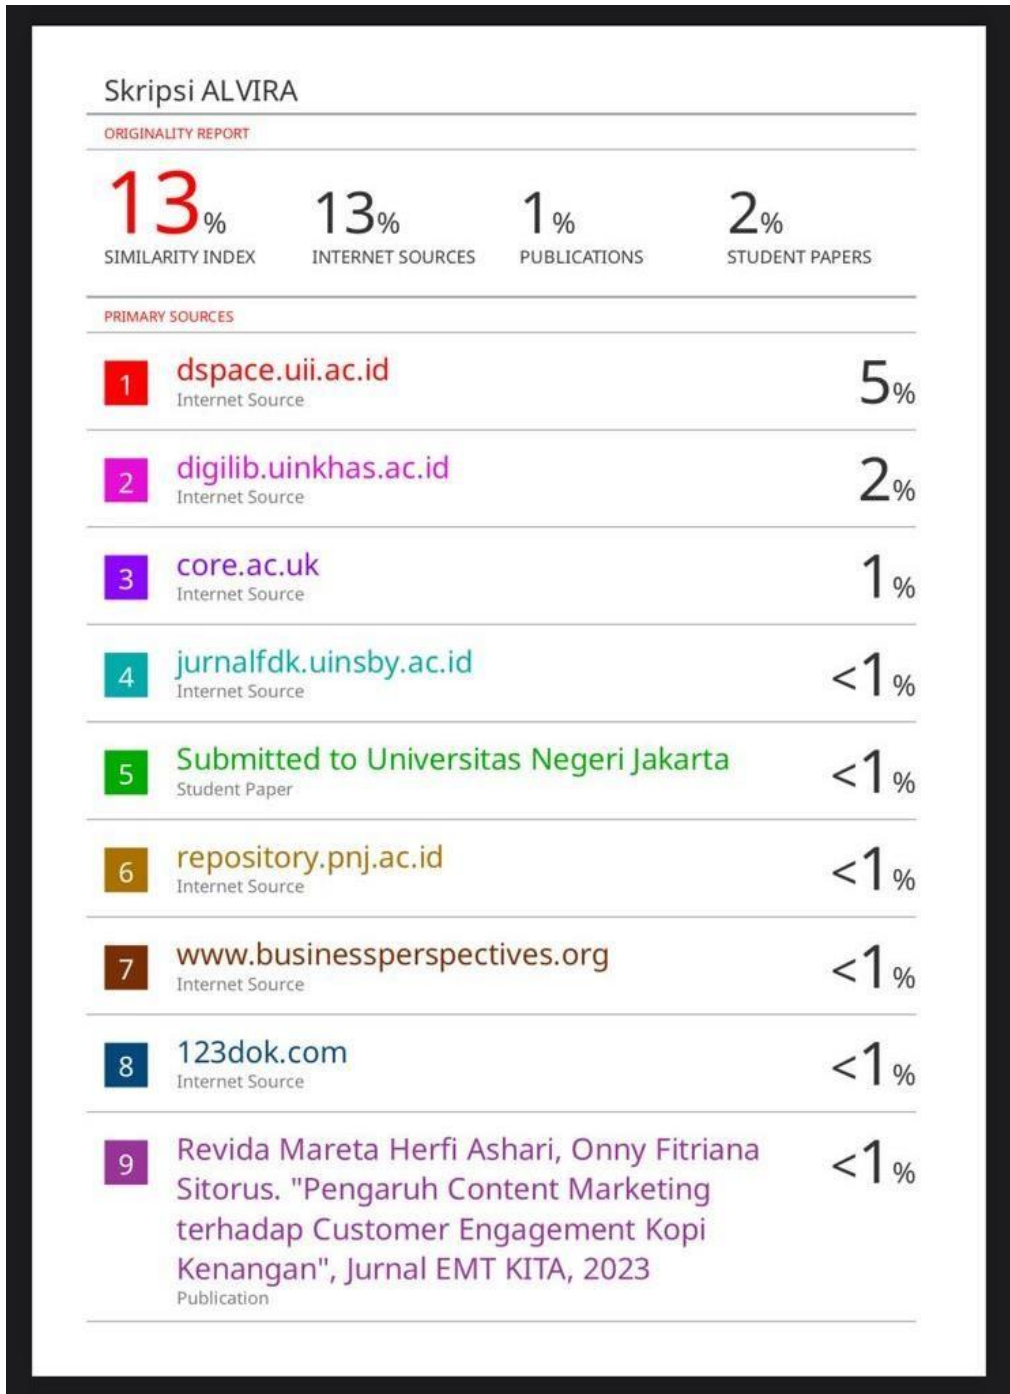 Skripsi ALVIRA
ORIGINALITY REPORT
13%
SIMILARITY INDEX
13%
INTERNET SOURCES
1%
PUBLICATIONS
2%
STUDENT PAPERS
PRIMARY SOURCES
1
dspace.uii.ac.id
Internet Source
5%
2
digilib.uinkhas.ac.id
Internet Source
2%
3
core.ac.uk
Internet Source
1%
4
jurnalfdk.uinsby.ac.id
Internet Source
<1%
5
Submitted to Universitas Negeri Jakarta
Student Paper
<1%
6
repository.pnj.ac.id
Internet Source
<1%
7
www.businessperspectives.org
Internet Source
<1%
8
123dok.com
Internet Source
<1%
9
Revida Mareta Herfi Ashari, Onny Fitriana
Sitorus. "Pengaruh Content Marketing
terhadap Customer Engagement Kopi
Kenangan", Jurnal EMT KITA, 2023
Publication
<1%